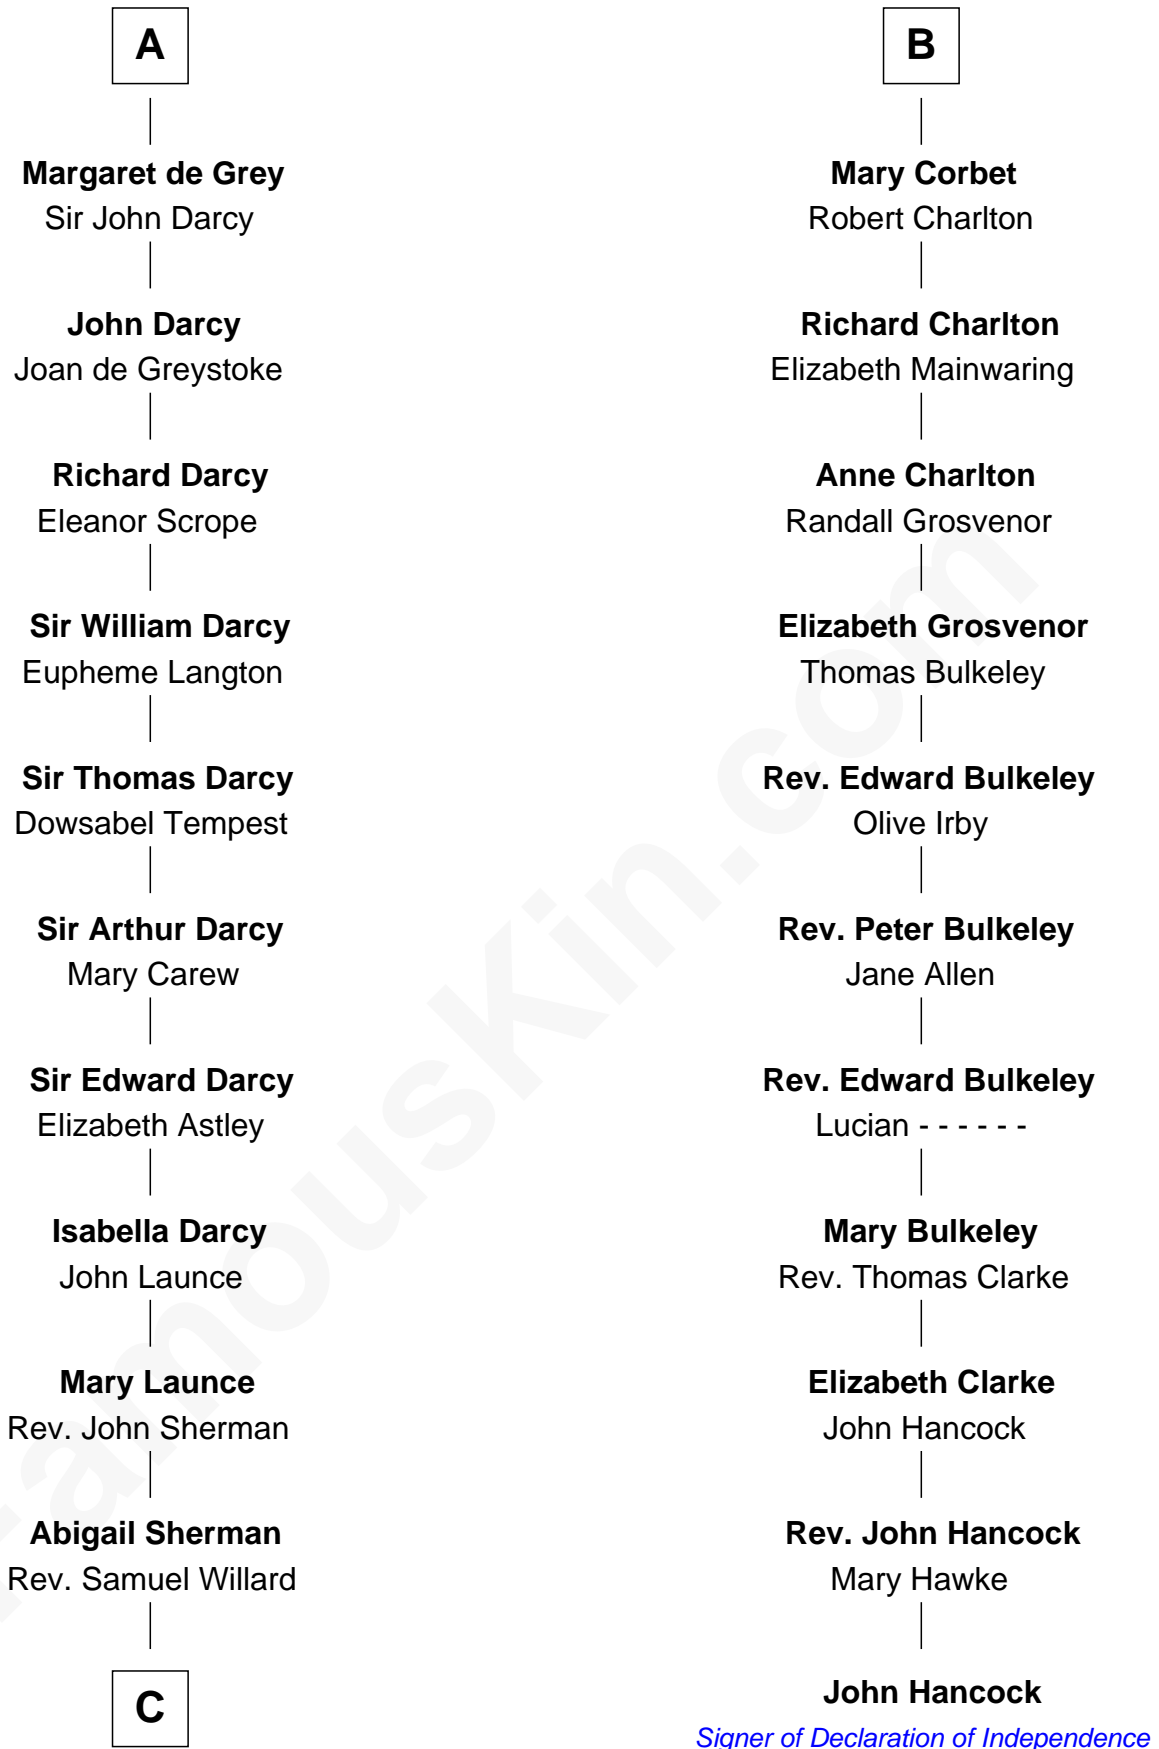 A
Margaret de Grey
Sir John Darcy
John Darcy
Joan de Greystoke
Richard Darcy
Eleanor Scrope
Sir William Darcy
Eupheme Langton
Sir Thomas Darcy
Dowsabel Tempest
Sir Arthur Darcy
Mary Carew
Sir Edward Darcy
Elizabeth Astley
Isabella Darcy
John Launce
Mary Launce
Rev. John Sherman
Abigail Sherman
Rev. Samuel Willard
C
B
Mary Corbet
Robert Charlton
Richard Charlton
Elizabeth Mainwaring
Anne Charlton
Randall Grosvenor
Elizabeth Grosvenor
Thomas Bulkeley
Rev. Edward Bulkeley
Olive Irby
Rev. Peter Bulkeley
Jane Allen
Rev. Edward Bulkeley
Lucian - - - - - -
Mary Bulkeley
Rev. Thomas Clarke
Elizabeth Clarke
John Hancock
Rev. John Hancock
Mary Hawke
John Hancock
Signer of Declaration of Independence
FamousKin.com